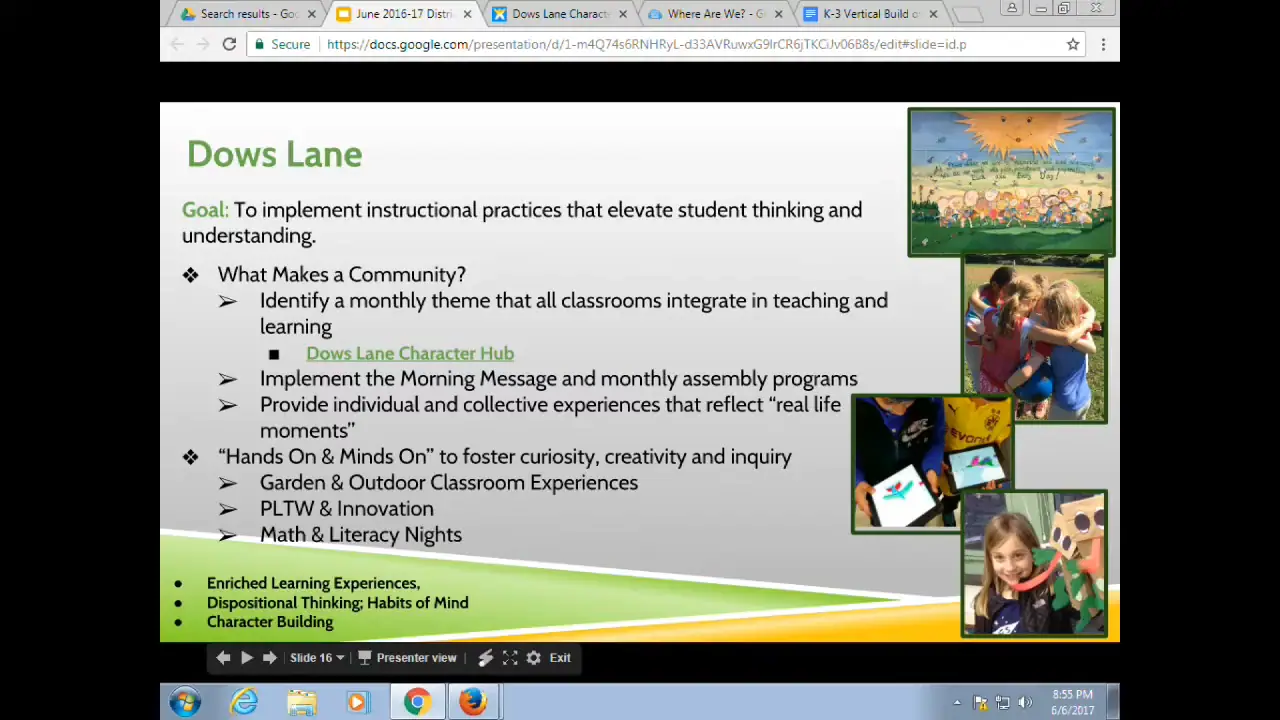 Search results - Goo
June 2016-17 Distri
Dows Lane Charact
Where Are We? - G
K-3 Vertical Build o
Secure
https://docs.google.com/presentation/d/1-m4Q74s6RNHRyL-d33AVRuwxG9IrCR6jTKCiJv06B8s/edit#slide=id.p
Dows Lane
Goal: To implement instructional practices that elevate student thinking and
understanding.
❖ What Makes a Community?
➢ Identify a monthly theme that all classrooms integrate in teaching and
learning
■ Dows Lane Character Hub
➢ Implement the Morning Message and monthly assembly programs
➢ Provide individual and collective experiences that reflect “real life
moments”
❖ “Hands On & Minds On” to foster curiosity, creativity and inquiry
➢ Garden & Outdoor Classroom Experiences
➢ PLTW & Innovation
➢ Math & Literacy Nights
● Enriched Learning Experiences,
● Dispositional Thinking; Habits of Mind
● Character Building
Slide 16
Presenter view
Exit
8:55 PM
6/6/2017